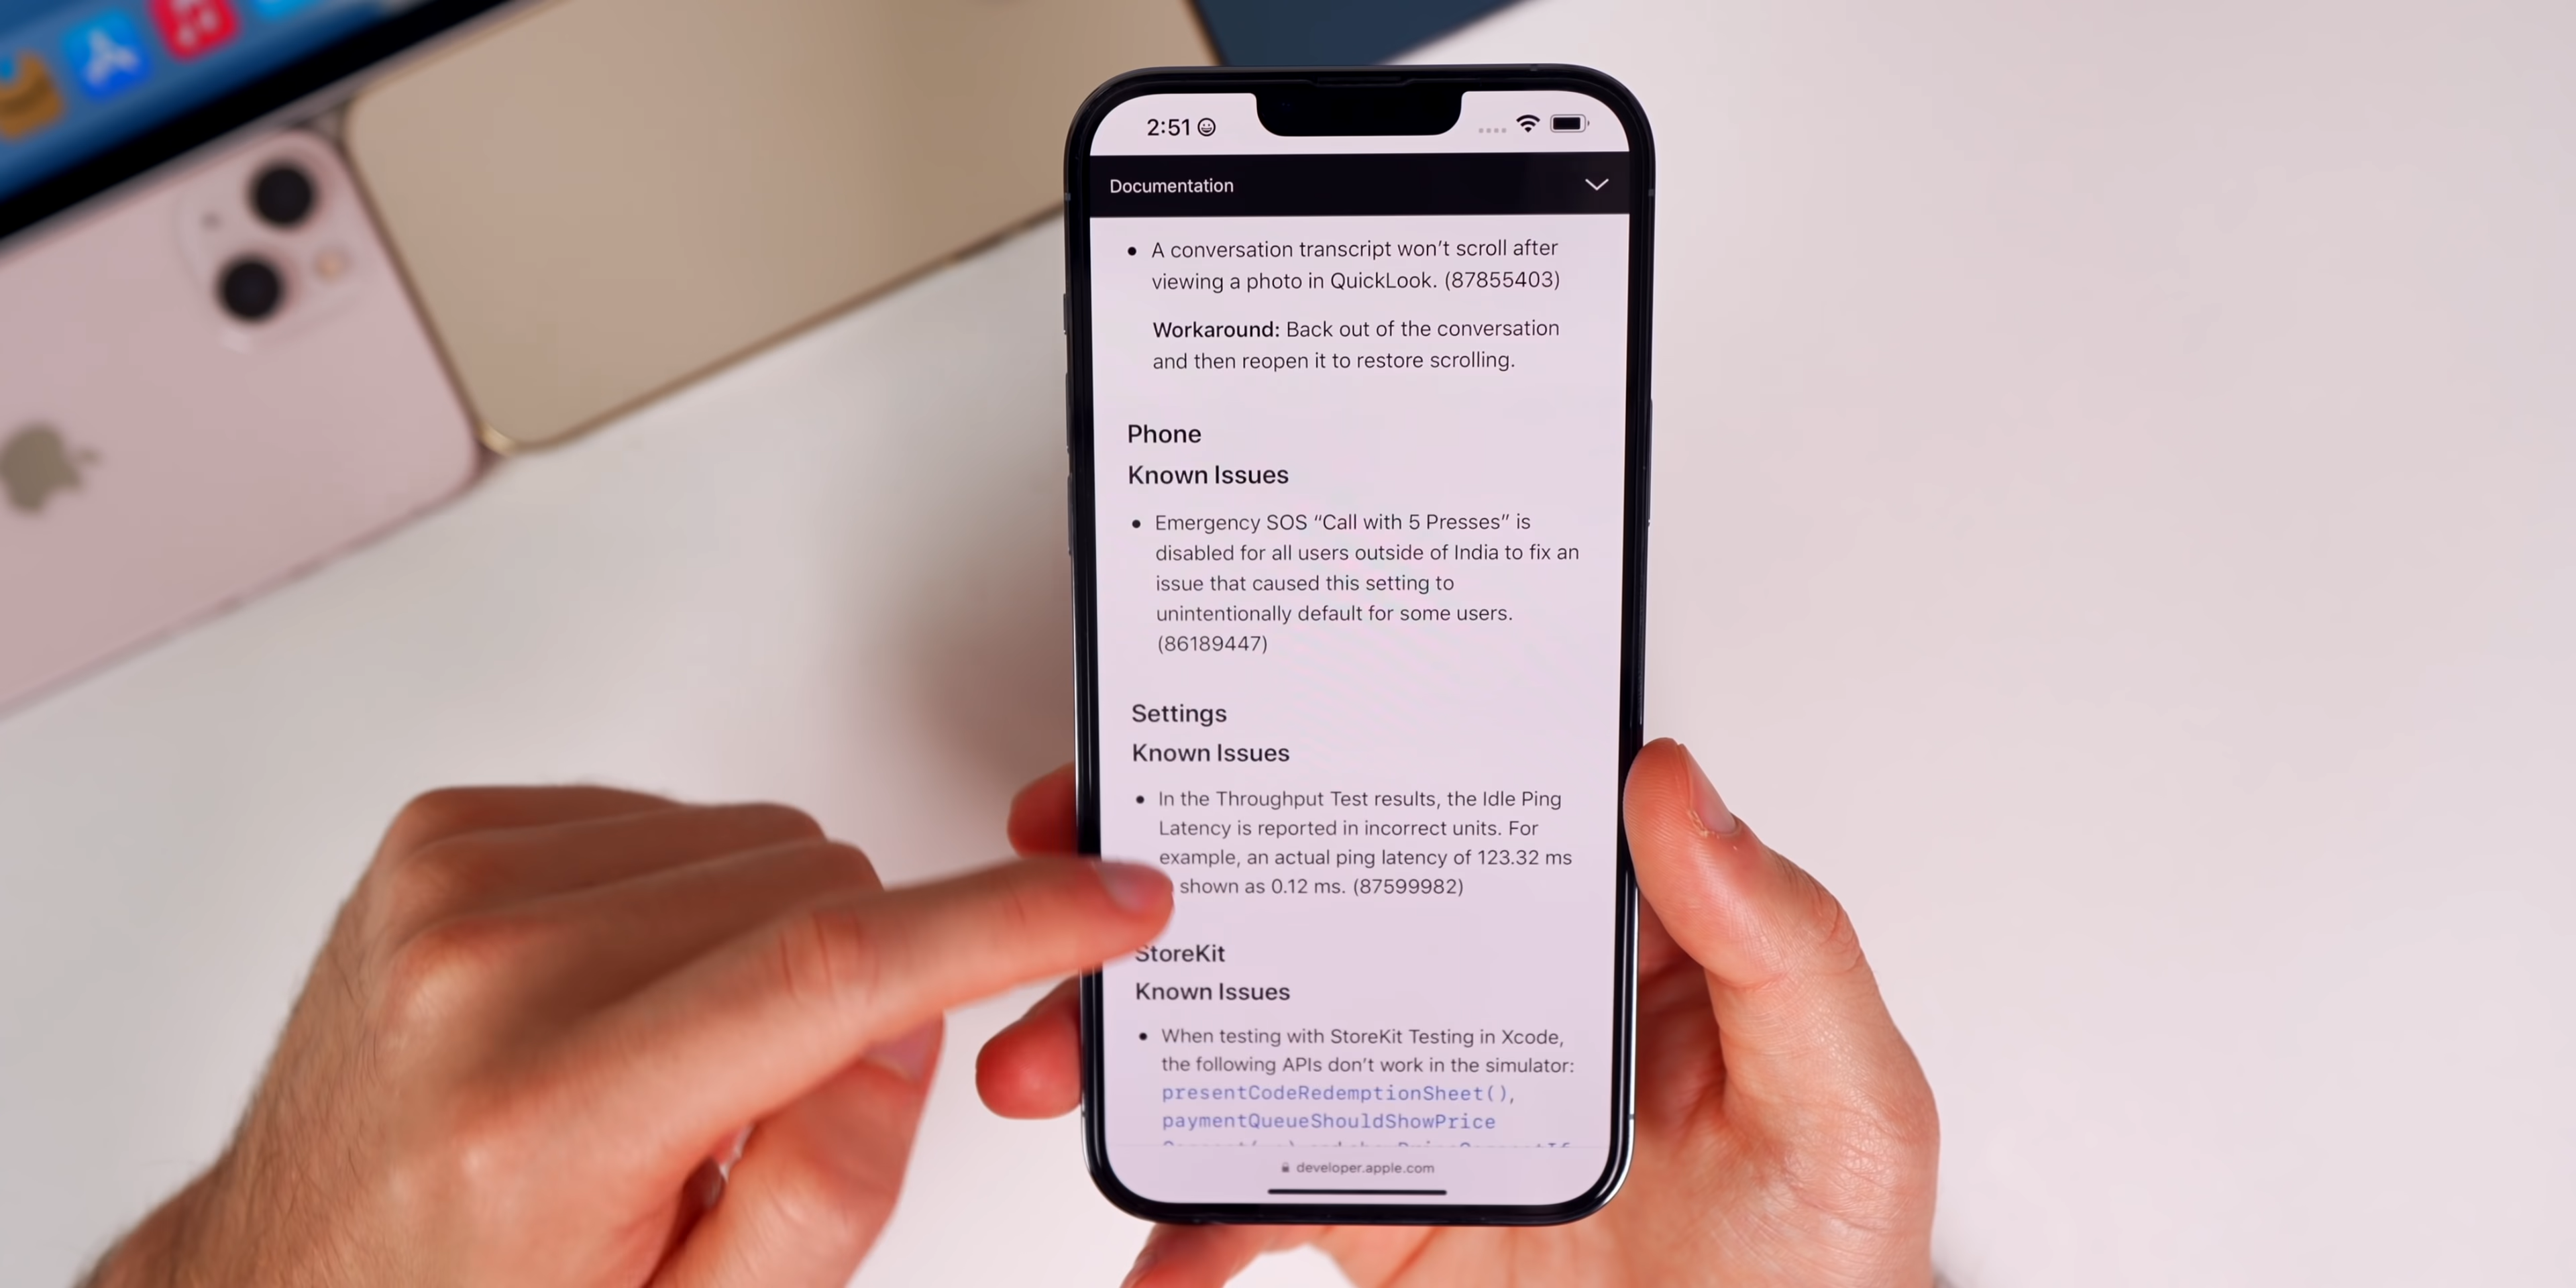 2:51
Documentation
• A conversation transcript won’t scroll after
viewing a photo in QuickLook. (87855403)
Workaround: Back out of the conversation
and then reopen it to restore scrolling.
Phone
Known Issues
• Emergency SOS “Call with 5 Presses” is
disabled for all users outside of India to fix an
issue that caused this setting to
unintentionally default for some users.
(86189447)
Settings
Known Issues
• In the Throughput Test results, the Idle Ping
Latency is reported in incorrect units. For
example, an actual ping latency of 123.32 ms
shown as 0.12 ms. (87599982)
StoreKit
Known Issues
• When testing with StoreKit Testing in Xcode,
the following APIs don’t work in the simulator:
presentCodeRedemptionSheet(),
paymentQueueShouldShowPrice
developer.apple.com